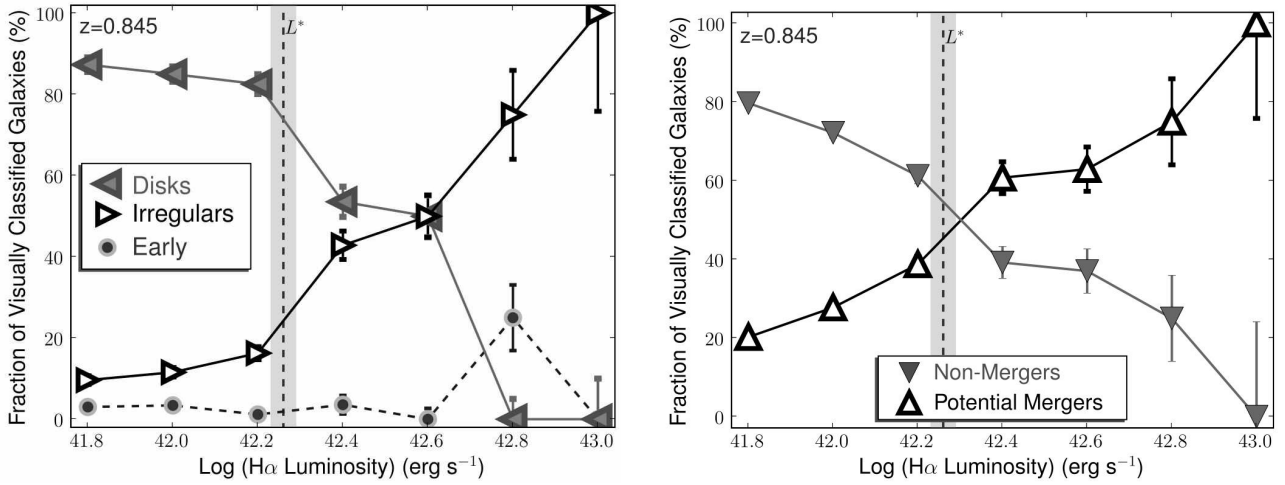 Fraction of Visually Classified Galaxies (%)
100
80
60
40
20
0
z=0.845
L*
Disks
Irregulars
Early
41.8 42.0 42.2 42.4 42.6 42.8 43.0
Log (Hα Luminosity) (erg s⁻¹)
Fraction of Visually Classified Galaxies (%)
100
80
60
40
20
0
z=0.845
L*
Non-Mergers
Potential Mergers
41.8 42.0 42.2 42.4 42.6 42.8 43.0
Log (Hα Luminosity) (erg s⁻¹)